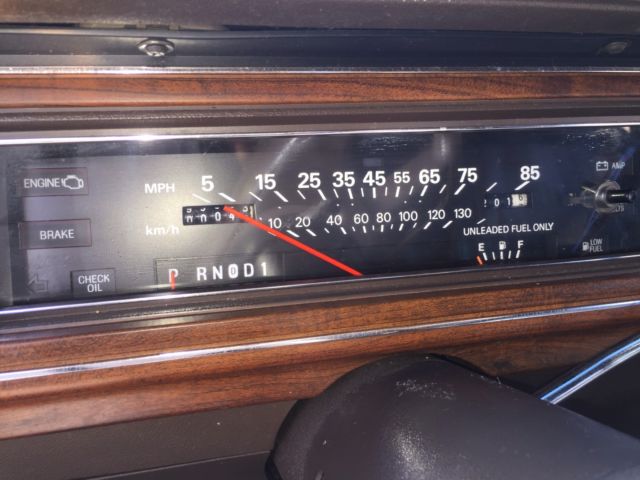 ENGINE
BRAKE
CHECK
OIL
MPH
5 15 25 35 45 55 65 75 85
km/h
10 20 40 60 80 100 120 130
P RN0D1
UNLEADED FUEL ONLY
E F
AMP
LOW
FUEL